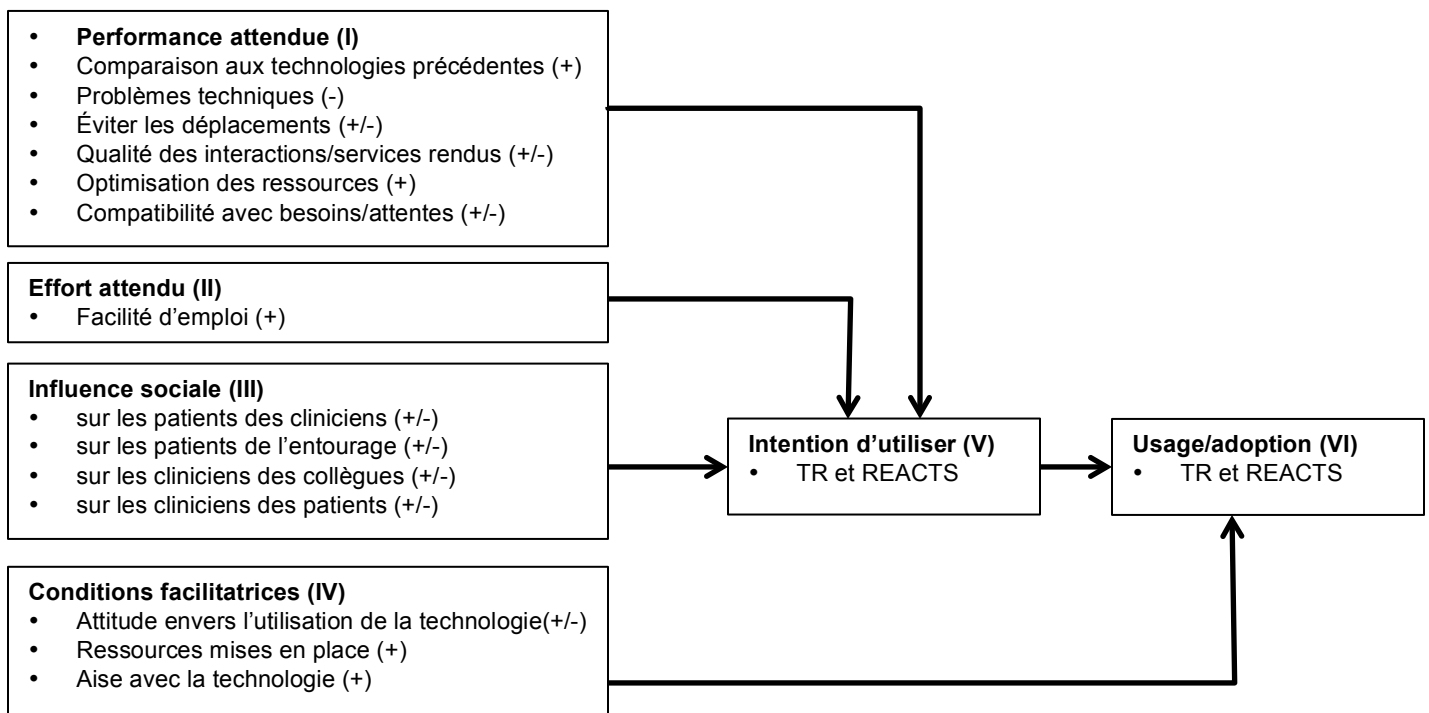 • Performance attendue (I)
• Comparaison aux technologies précédentes (+)
• Problèmes techniques (-)
• Éviter les déplacements (+/-)
• Qualité des interactions/services rendus (+/-)
• Optimisation des ressources (+)
• Compatibilité avec besoins/attentes (+/-)
Effort attendu (II)
• Facilité d'emploi (+)
Influence sociale (III)
• sur les patients des cliniciens (+/-)
• sur les patients de l'entourage (+/-)
• sur les cliniciens des collègues (+/-)
• sur les cliniciens des patients (+/-)
Conditions facilitatrices (IV)
• Attitude envers l'utilisation de la technologie(+/-)
• Ressources mises en place (+)
• Aise avec la technologie (+)
Intention d'utiliser (V)
• TR et REACTS
Usage/adoption (VI)
• TR et REACTS